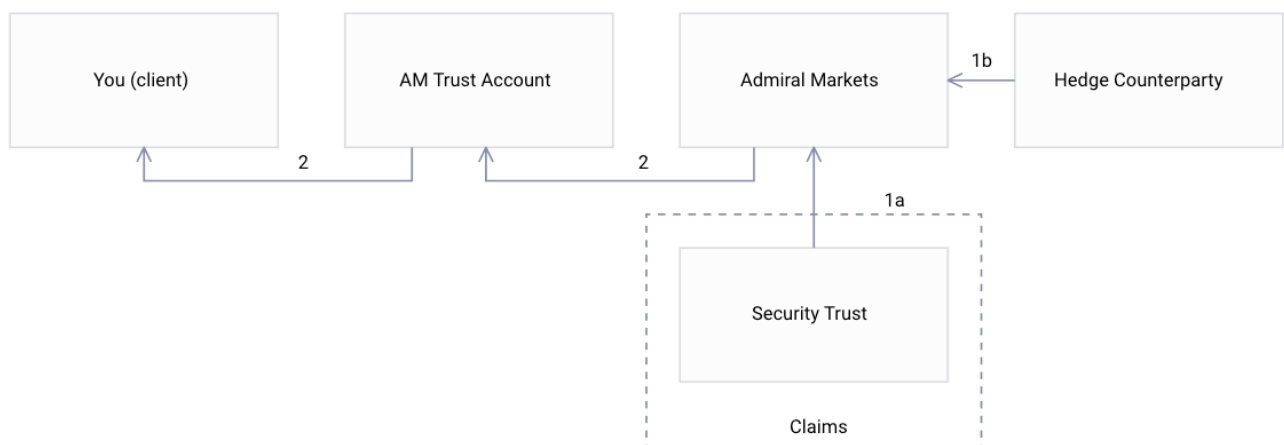 You (client)
AM Trust Account
Admiral Markets
1b
Hedge Counterparty
2
2
1a
Security Trust
Claims